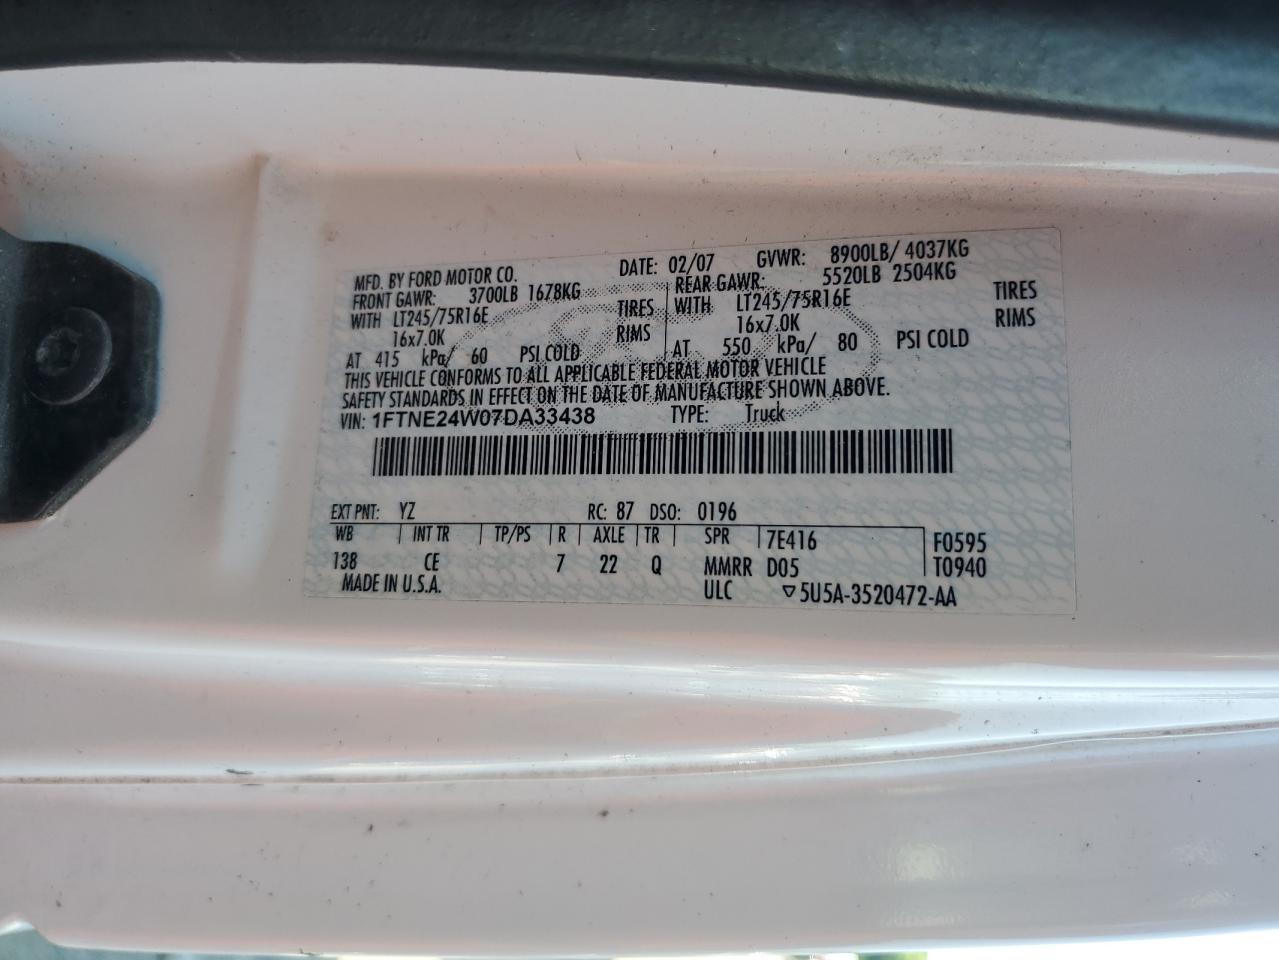 MFD. BY FORD MOTOR CO. DATE: 02/07 GVWR: 8900LB/ 4037KG
FRONT GAWR: 3700LB 1678KG REAR GAWR: 5520LB 2504KG
WITH LT245/75R16E TIRES WITH LT245/75R16E TIRES
16x7.0K RIMS 16x7.0K RIMS
AT 415 kPa/ 60 PSI COLD AT 550 kPa/ 80 PSI COLD
THIS VEHICLE CONFORMS TO ALL APPLICABLE FEDERAL MOTOR VEHICLE
SAFETY STANDARDS IN EFFECT ON THE DATE OF MANUFACTURE SHOWN ABOVE.
VIN: 1FTNE24W07DA33438 TYPE: Truck
EXT PNT: YZ RC: 87 DSO: 0196
WB INT TR TP/PS R AXLE TR SPR 7E416 F0595
138 CE 7 22 Q MMRR D05 T0940
MADE IN U.S.A. ULC ▽5U5A-3520472-AA